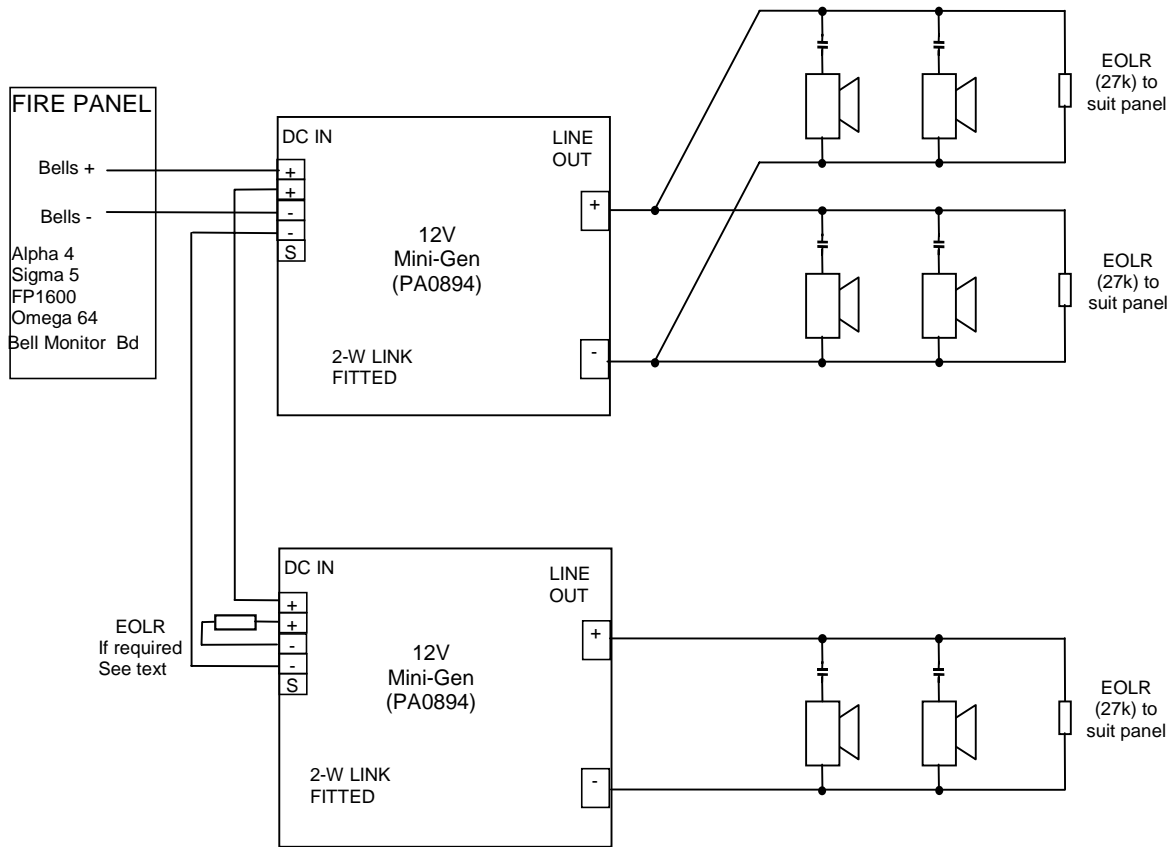 FIRE PANEL
Bells +
Bells -
Alpha 4
Sigma 5
FP1600
Omega 64
Bell Monitor Bd
DC IN
+
+
-
-
S
LINE
OUT
+
-
12V
Mini-Gen
(PA0894)
2-W LINK
FITTED
EOLR
(27k) to
suit panel
EOLR
(27k) to
suit panel
DC IN
+
+
-
-
S
EOLR
If required
See text
LINE
OUT
+
-
12V
Mini-Gen
(PA0894)
2-W LINK
FITTED
EOLR
(27k) to
suit panel